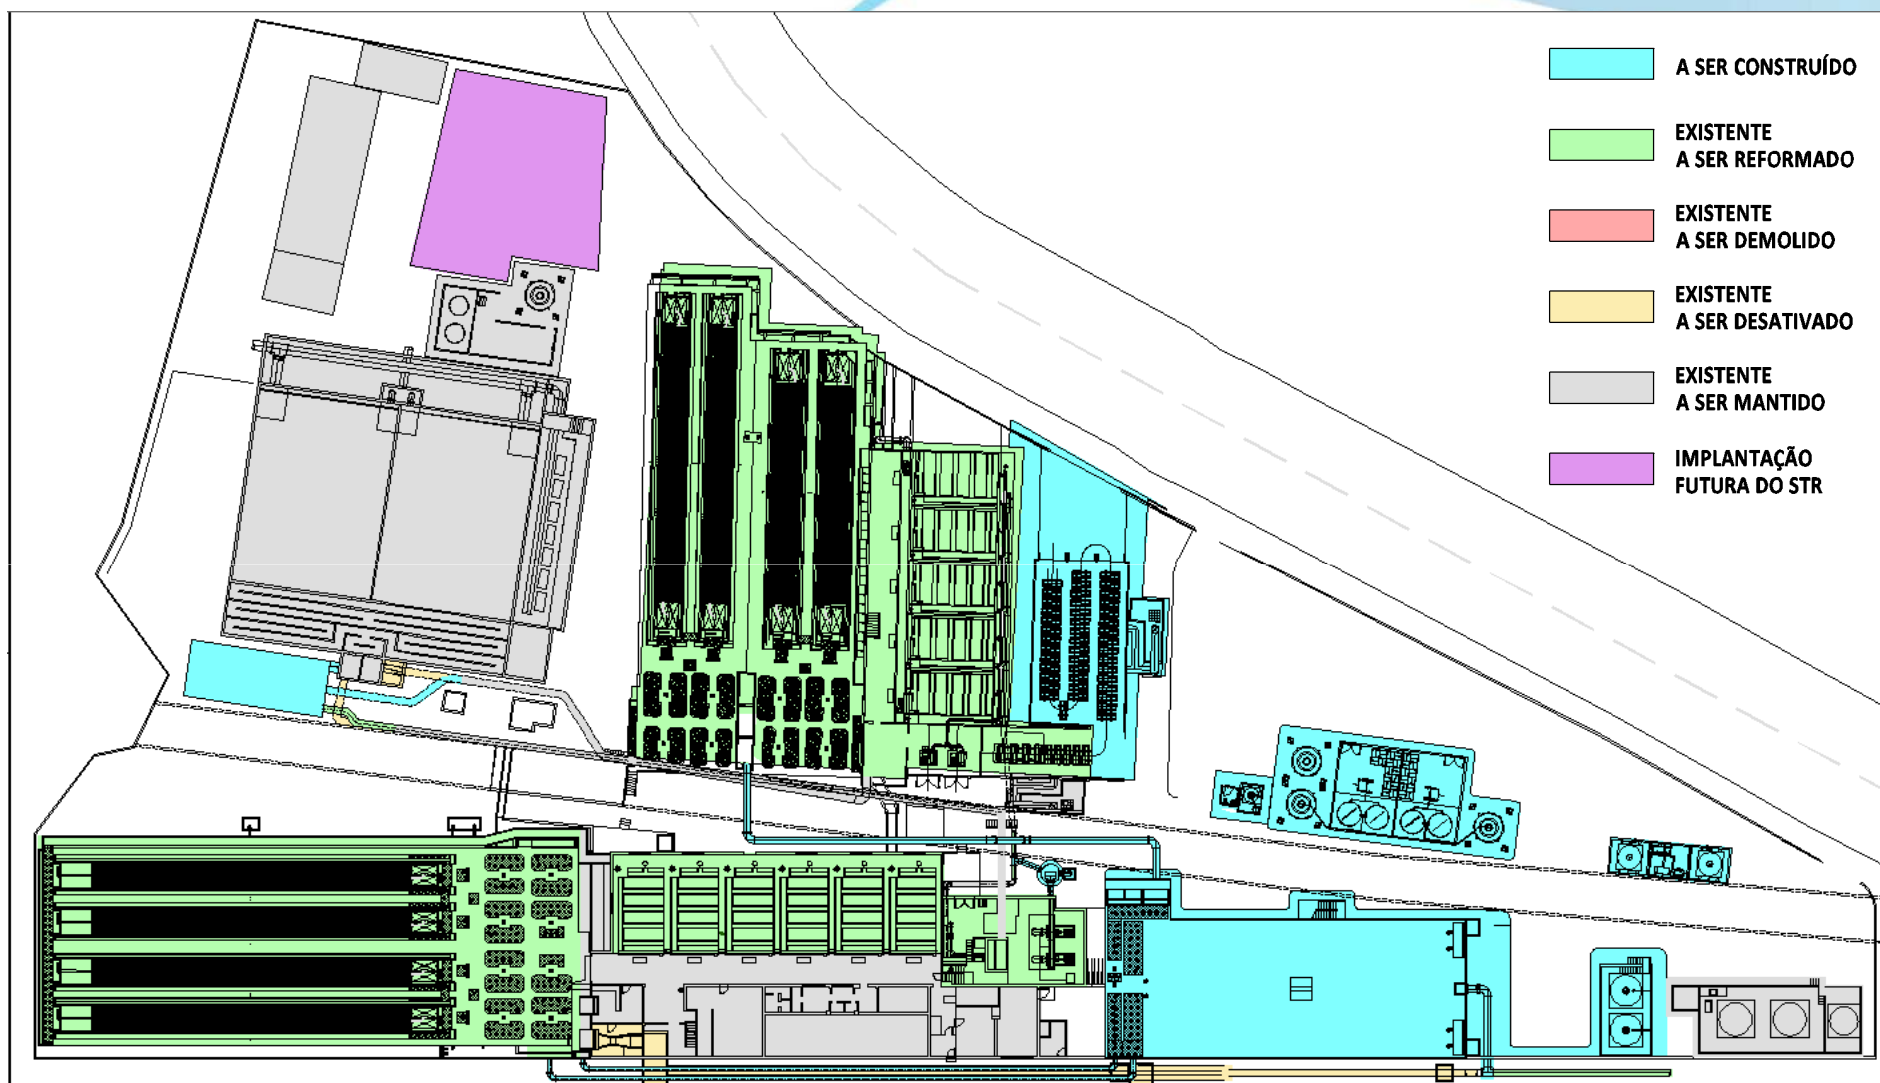 A SER CONSTRUÍDO
EXISTENTE
A SER REFORMADO
EXISTENTE
A SER DEMOLIDO
EXISTENTE
A SER DESATIVADO
EXISTENTE
A SER MANTIDO
IMPLANTAÇÃO
FUTURA DO STR